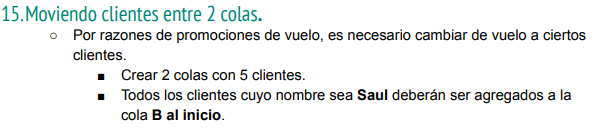 15.Moviendo clientes entre 2 colas.
○ Por razones de promociones de vuelo, es necesario cambiar de vuelo a ciertos
clientes.
■ Crear 2 colas con 5 clientes.
■ Todos los clientes cuyo nombre sea Saul deberán ser agregados a la
cola B al inicio.